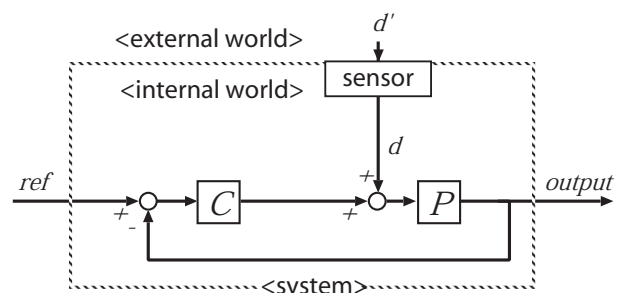 d'
<external world>
sensor
<internal world>
d
ref
+
-
C
+
+
P
output
<system>